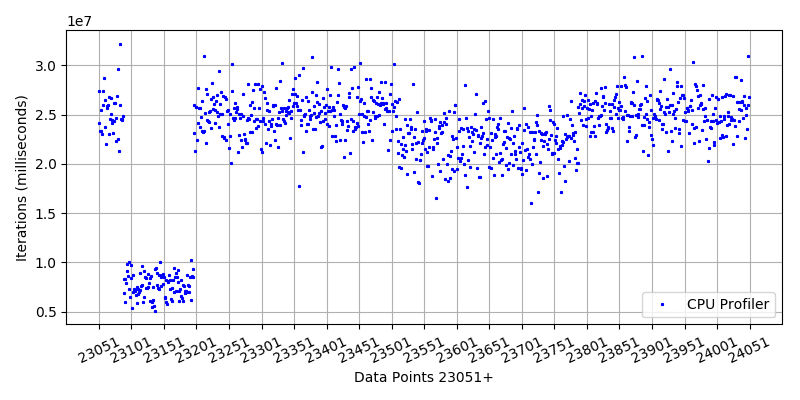 1e7
3.0
2.5
2.0
1.5
1.0
0.5
Iterations (milliseconds)
CPU Profiler
23051 23101 23151 23201 23251 23301 23351 23401 23451 23501 23551 23601 23651 23701 23751 23801 23851 23901 23951 24001 24051
Data Points 23051+